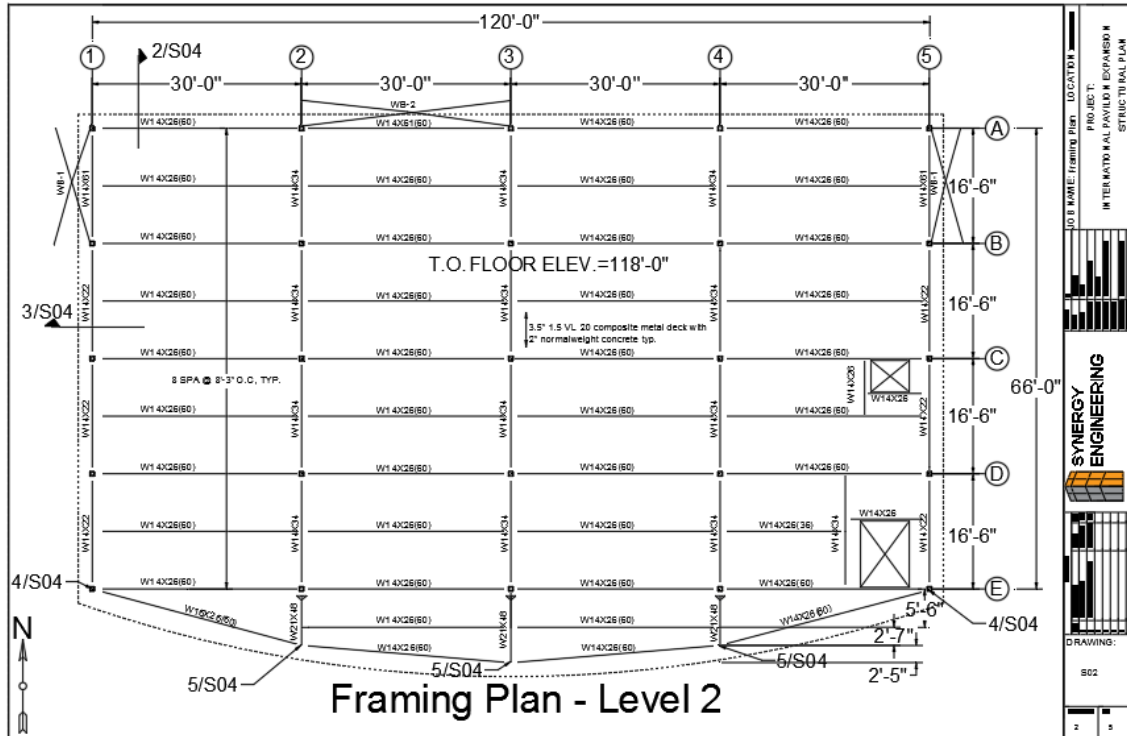 120'-0"
1
2
3
4
5
2/S04
30'-0"
30'-0"
30'-0"
30'-0"
WB-2
W14X26(60)
W14X61(60)
W14X26(60)
W14X26(60)
A
WB-1
W14X61
W14X26(60)
W14X34
W14X26(60)
W14X34
W14X26(60)
W14X34
W14X26(60)
W14X61
WB-1
16'-6"
W14X26(60)
W14X26(60)
W14X26(60)
W14X26(60)
B
T.O. FLOOR ELEV.=118'-0"
3/S04
W14X22
W14X26(60)
W14X34
W14X26(60)
W14X34
W14X26(60)
W14X34
W14X26(60)
W14X22
16'-6"
3.5" 1.5 VL 20 composite metal deck with
2" normalweight concrete typ.
W14X26(60)
W14X26(60)
W14X26(60)
W14X26(60)
C
8 SPA @ 8'-3" O.C, TYP.
W14X26
W14X26
66'-0"
W14X22
W14X26(60)
W14X34
W14X26(60)
W14X34
W14X26(60)
W14X34
W14X26(60)
W14X22
16'-6"
W14X26(60)
W14X26(60)
W14X26(60)
W14X26(60)
D
W14X22
W14X26(60)
W14X34
W14X26(60)
W14X34
W14X26(60)
W14X34
W14X26(36)
W14X34
W14X26
W14X22
16'-6"
4/S04
W14X26(60)
W14X26(60)
W14X26(60)
W14X26(60)
E
W21X48
W14X26(60)
W14X26(60)
W21X48
W14X26(60)
5'-6"
4/S04
2'-7"
W14X26(60)
W14X26(60)
2'-5"
5/S04
5/S04
5/S04
N
Framing Plan - Level 2
JOB NAME: Framing Plan
LOCATION:
PROJECT:
INTERNATIONAL PAVILION EXPANSION
STRUCTURAL PLAN
SYNERGY
ENGINEERING
DRAWING:
S02
2
5